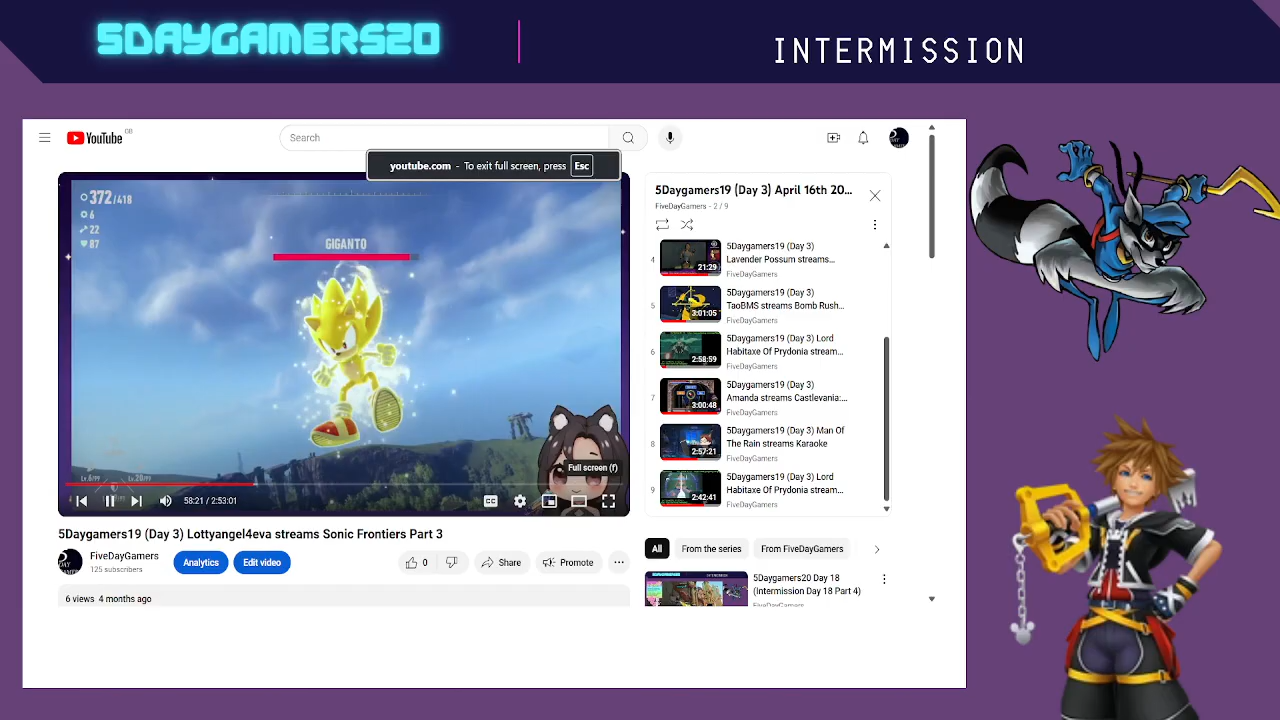 5DAYGAMERS20
INTERMISSION
YouTube GB
Search
youtube.com - To exit full screen, press Esc
372/418
6
22
87
GIGANTO
Full screen (f)
58:21 / 2:53:01
CC
5Daygamers19 (Day 3) Lottyangel4eva streams Sonic Frontiers Part 3
FiveDayGamers
125 subscribers
Analytics
Edit video
0
Share
Promote
6 views 4 months ago
5Daygamers19 (Day 3) April 16th 20...
FiveDayGamers - 2 / 9
4
21:29
5Daygamers19 (Day 3)
Lavender Possum streams...
FiveDayGamers
5
3:01:05
5Daygamers19 (Day 3)
TaoBMS streams Bomb Rush...
FiveDayGamers
6
2:58:59
5Daygamers19 (Day 3) Lord
Habitaxe Of Prydonia stream...
FiveDayGamers
7
3:00:48
5Daygamers19 (Day 3)
Amanda streams Castlevania:...
FiveDayGamers
8
2:57:21
5Daygamers19 (Day 3) Man Of
The Rain streams Karaoke
FiveDayGamers
9
2:42:41
5Daygamers19 (Day 3) Lord
Habitaxe Of Prydonia stream...
FiveDayGamers
All
From the series
From FiveDayGamers
5Daygamers20 Day 18
(Intermission Day 18 Part 4)
FiveDayGamers